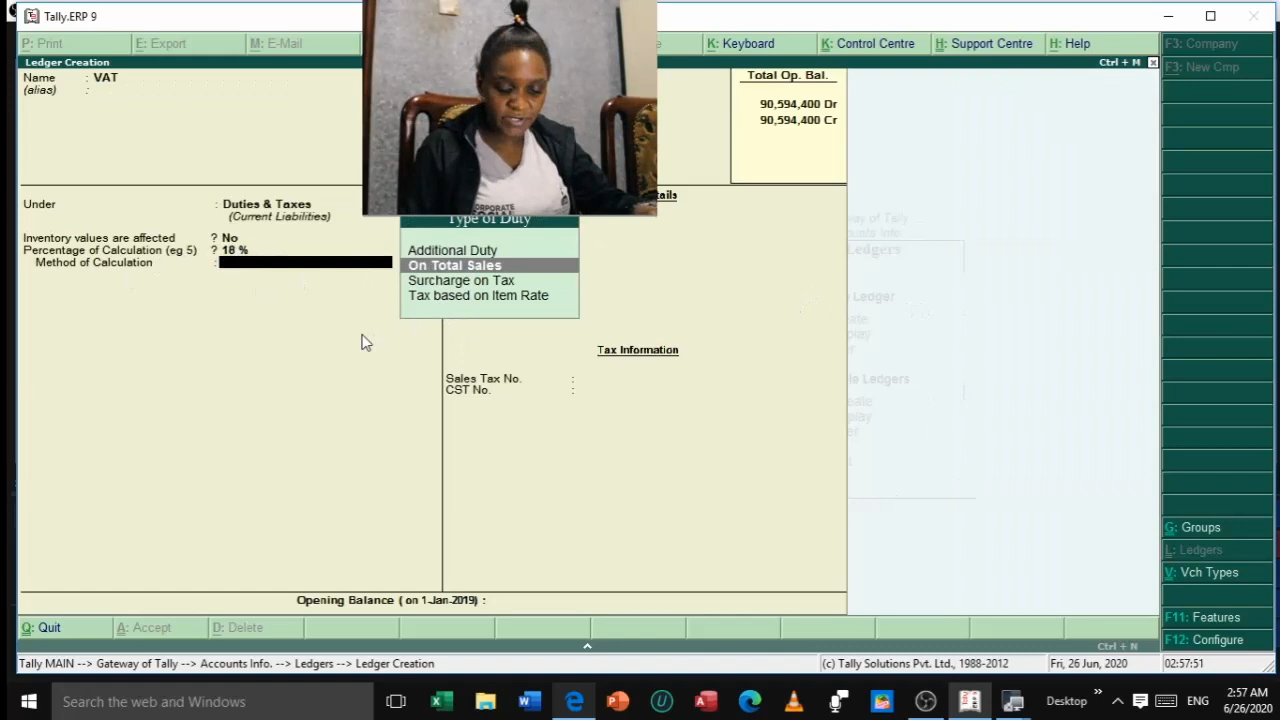 Tally.ERP 9
P: Print
E: Export
M: E-Mail
K: Keyboard
K: Control Centre
H: Support Centre
H: Help
F3: Company
F3: New Cmp
Ledger Creation
Ctrl + M
Name : VAT
(alias) :
Total Op. Bal.
90,594,400 Dr
90,594,400 Cr
Under : Duties & Taxes
(Current Liabilities)
Inventory values are affected ? No
Percentage of Calculation (eg 5) ? 18 %
Method of Calculation :
Type of Duty
Additional Duty
On Total Sales
Surcharge on Tax
Tax based on Item Rate
Tax Information
Sales Tax No. :
CST No. :
Ledgers
Ledger
Ledgers
G: Groups
L: Ledgers
V: Vch Types
F11: Features
F12: Configure
Opening Balance ( on 1-Jan-2019) :
Q: Quit
A: Accept
D: Delete
Ctrl + N
Tally MAIN --> Gateway of Tally --> Accounts Info. --> Ledgers --> Ledger Creation
(c) Tally Solutions Pvt. Ltd., 1988-2012
Fri, 26 Jun, 2020
02:57:51
Search the web and Windows
Desktop
ENG
2:57 AM
6/26/2020
CORPORATE
SOCIAL